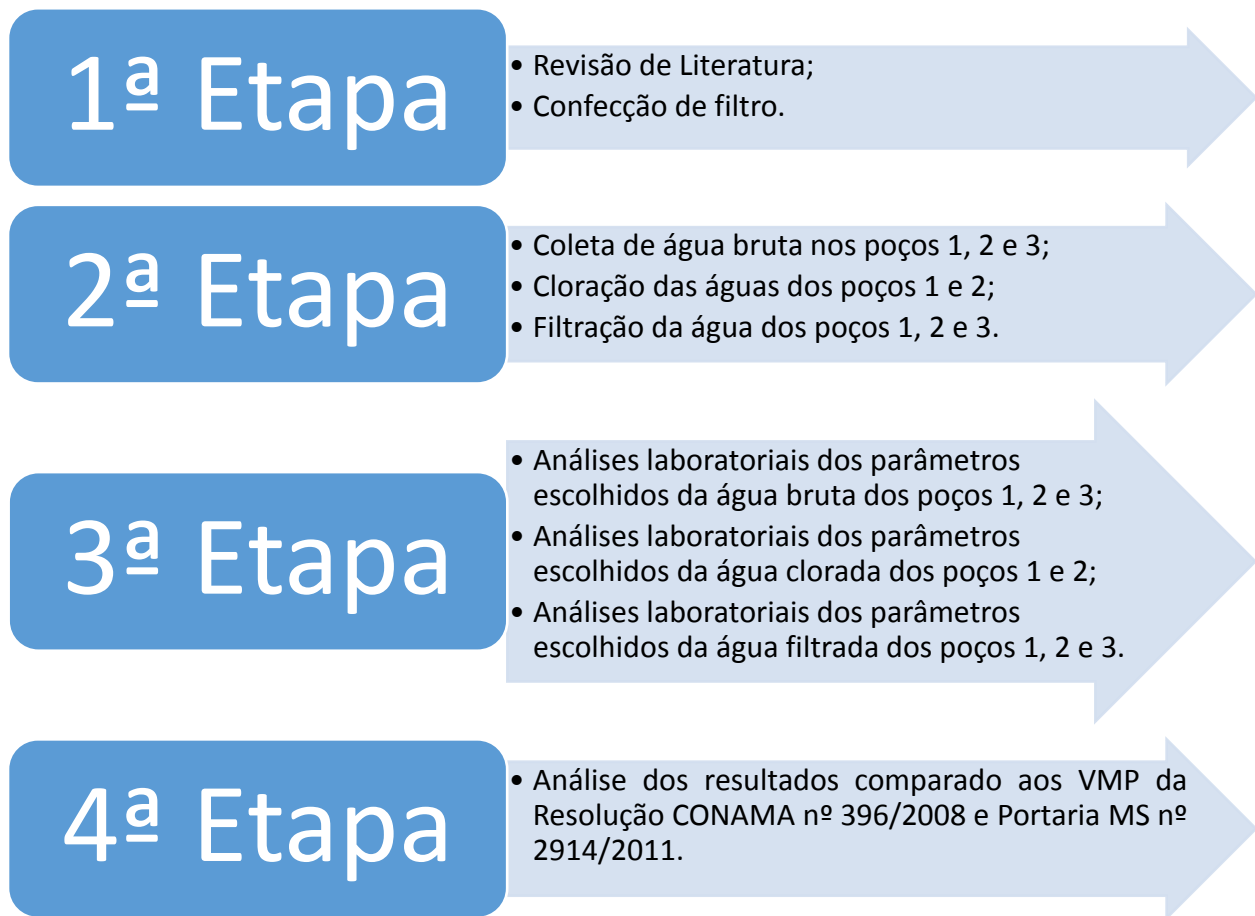 1ª Etapa
• Revisão de Literatura;
• Confecção de filtro.
2ª Etapa
• Coleta de água bruta nos poços 1, 2 e 3;
• Cloração das águas dos poços 1 e 2;
• Filtração da água dos poços 1, 2 e 3.
3ª Etapa
• Análises laboratoriais dos parâmetros
escolhidos da água bruta dos poços 1, 2 e 3;
• Análises laboratoriais dos parâmetros
escolhidos da água clorada dos poços 1 e 2;
• Análises laboratoriais dos parâmetros
escolhidos da água filtrada dos poços 1, 2 e 3.
4ª Etapa
• Análise dos resultados comparado aos VMP da
Resolução CONAMA nº 396/2008 e Portaria MS nº
2914/2011.